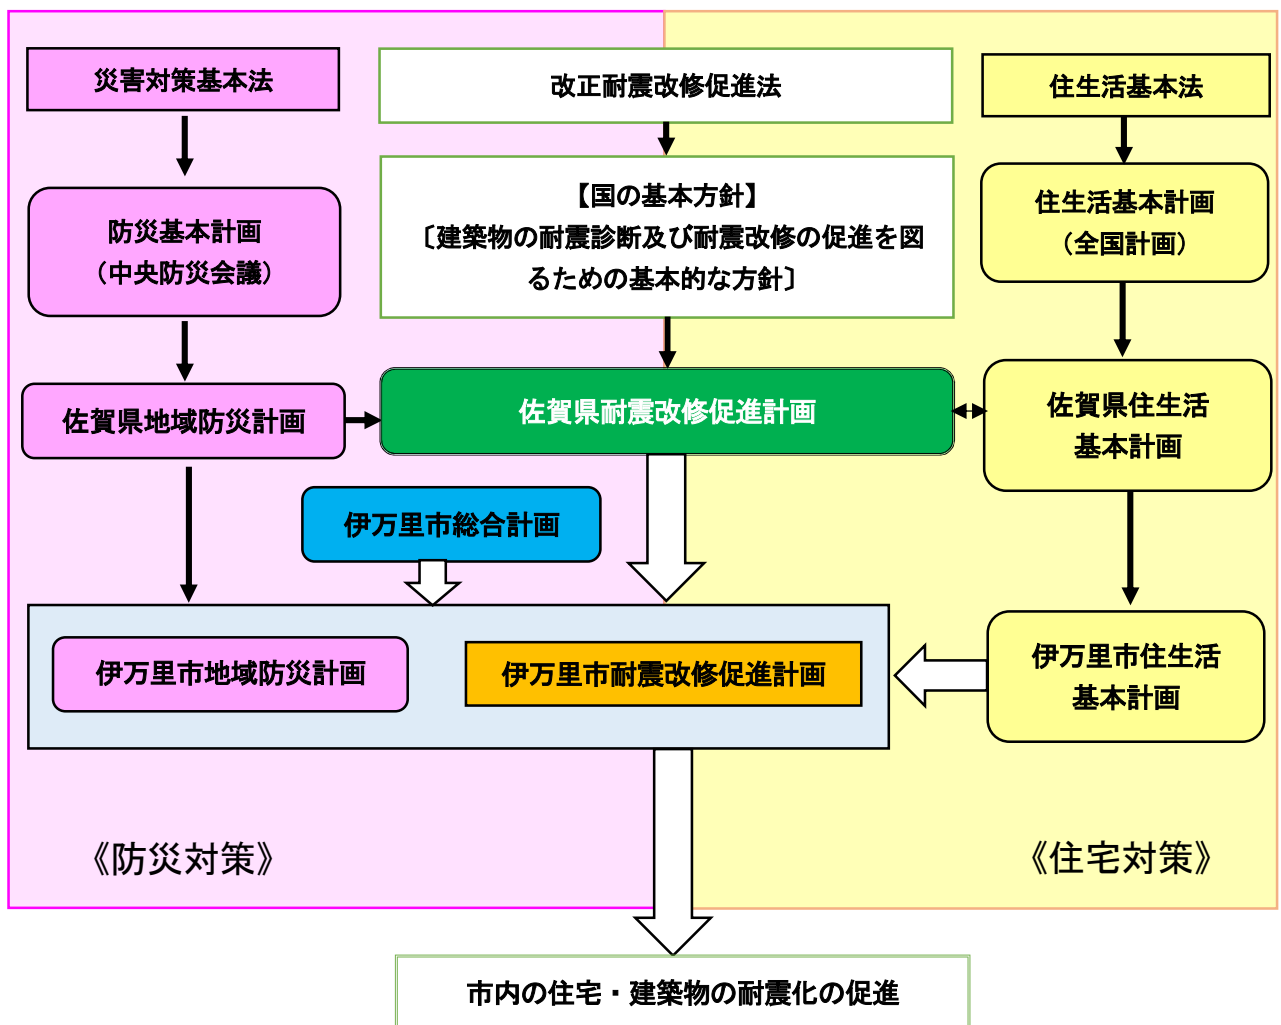 災害対策基本法
改正耐震改修促進法
住生活基本法
防災基本計画
（中央防災会議）
【国の基本方針】
〔建築物の耐震診断及び耐震改修の促進を図
るための基本的な方針〕
住生活基本計画
（全国計画）
佐賀県地域防災計画
佐賀県耐震改修促進計画
佐賀県住生活
基本計画
伊万里市総合計画
伊万里市地域防災計画
伊万里市耐震改修促進計画
伊万里市住生活
基本計画
《防災対策》
《住宅対策》
市内の住宅・建築物の耐震化の促進